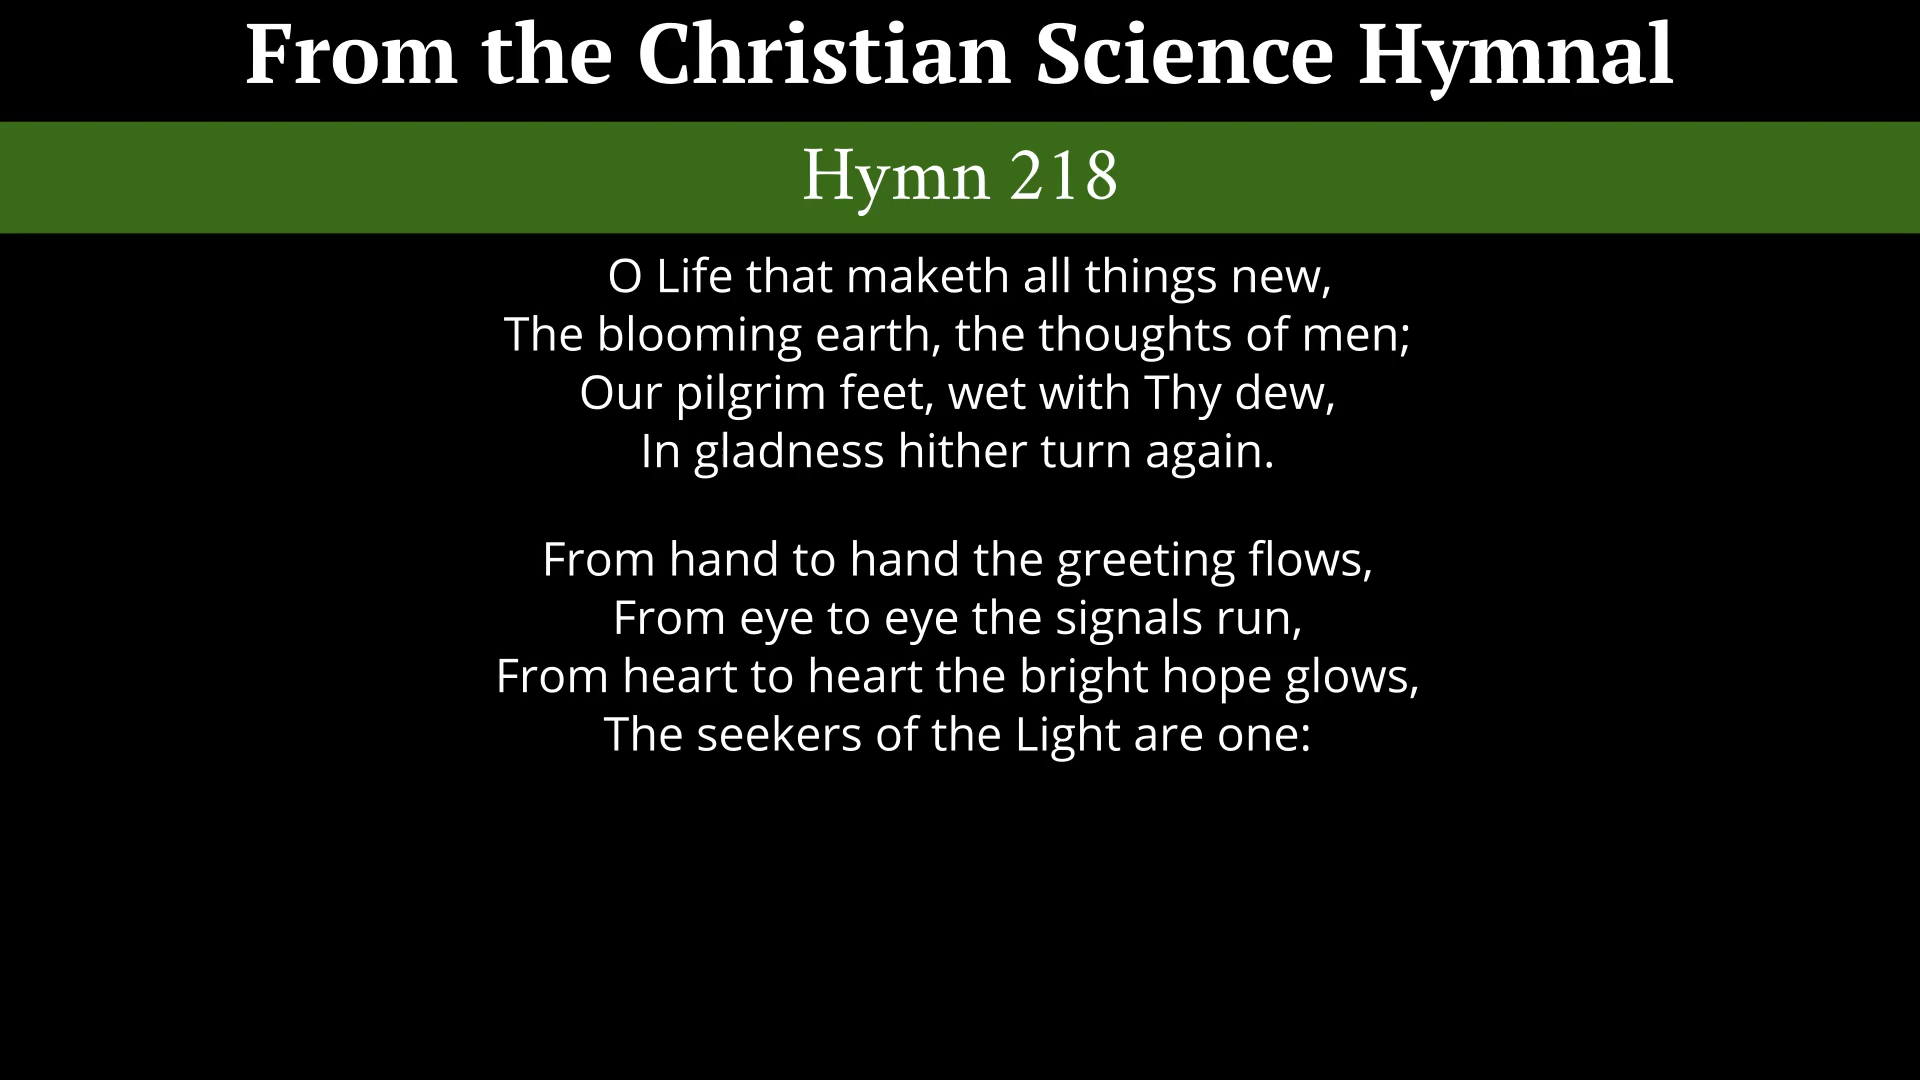 From the Christian Science Hymnal
Hymn 218
O Life that maketh all things new,
The blooming earth, the thoughts of men;
Our pilgrim feet, wet with Thy dew,
In gladness hither turn again.
From hand to hand the greeting flows,
From eye to eye the signals run,
From heart to heart the bright hope glows,
The seekers of the Light are one: